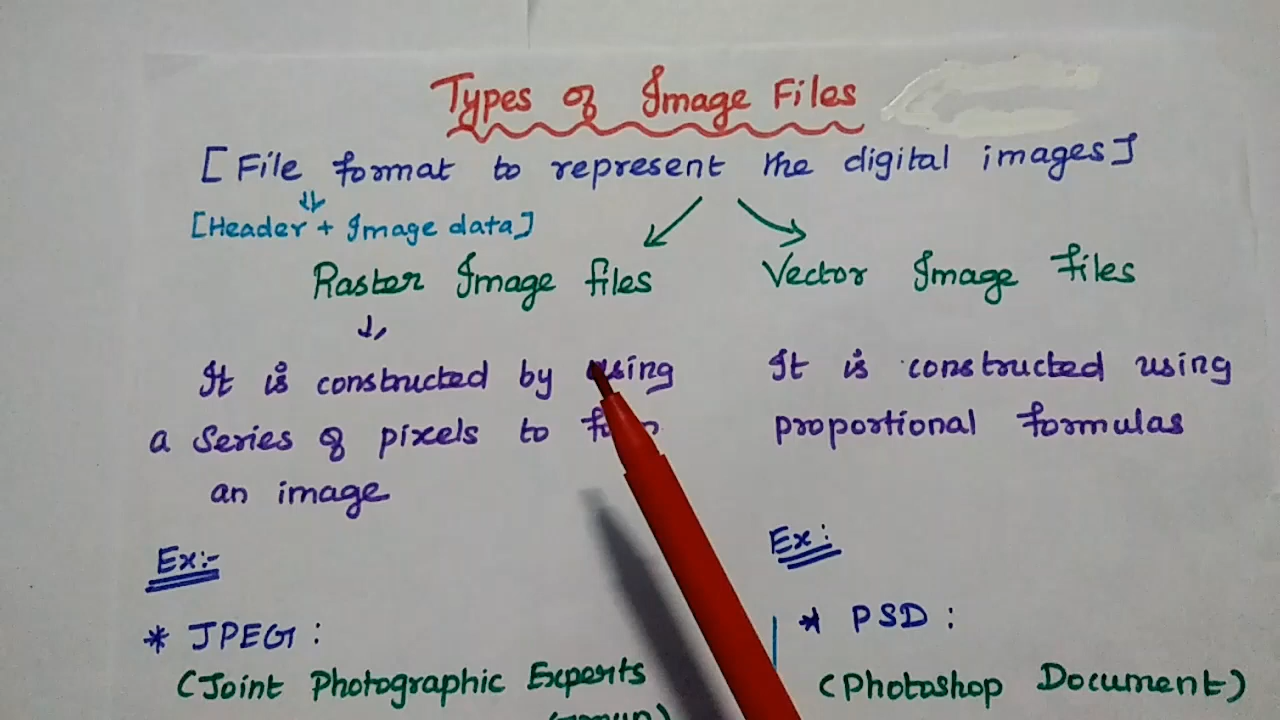 Types of Image Files
[File format to represent the digital images]
[Header + Image data]
Raster Image files
It is constructed by using
a series of pixels to form
an image
Ex:-
* JPEG :
(Joint Photographic Experts
Group)
Vector Image files
It is constructed using
proportional formulas
Ex:
* PSD :
(Photoshop Document)